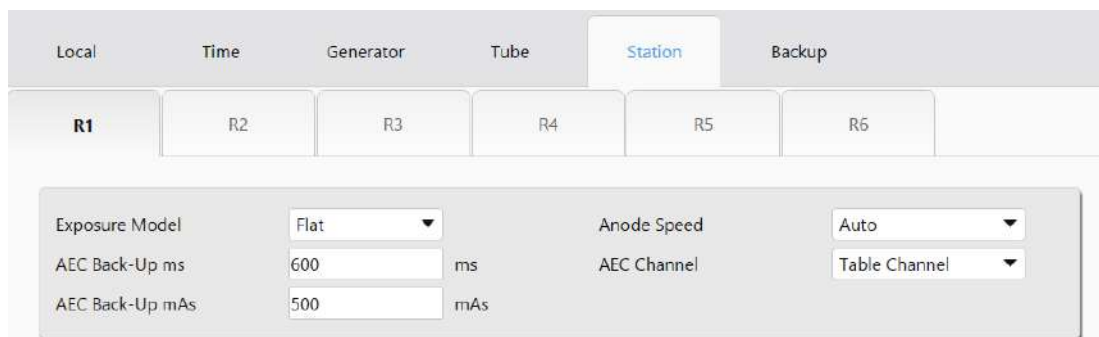 Local Time Generator Tube Station Backup
R1 R2 R3 R4 R5 R6
Exposure Model Flat Anode Speed Auto
AEC Back-Up ms 600 ms AEC Channel Table Channel
AEC Back-Up mAs 500 mAs